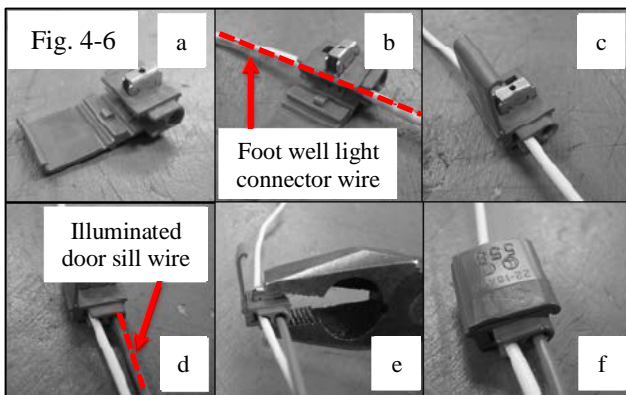 Fig. 4-6
a
b
c
Foot well light
connector wire
Illuminated
door sill wire
d
e
f